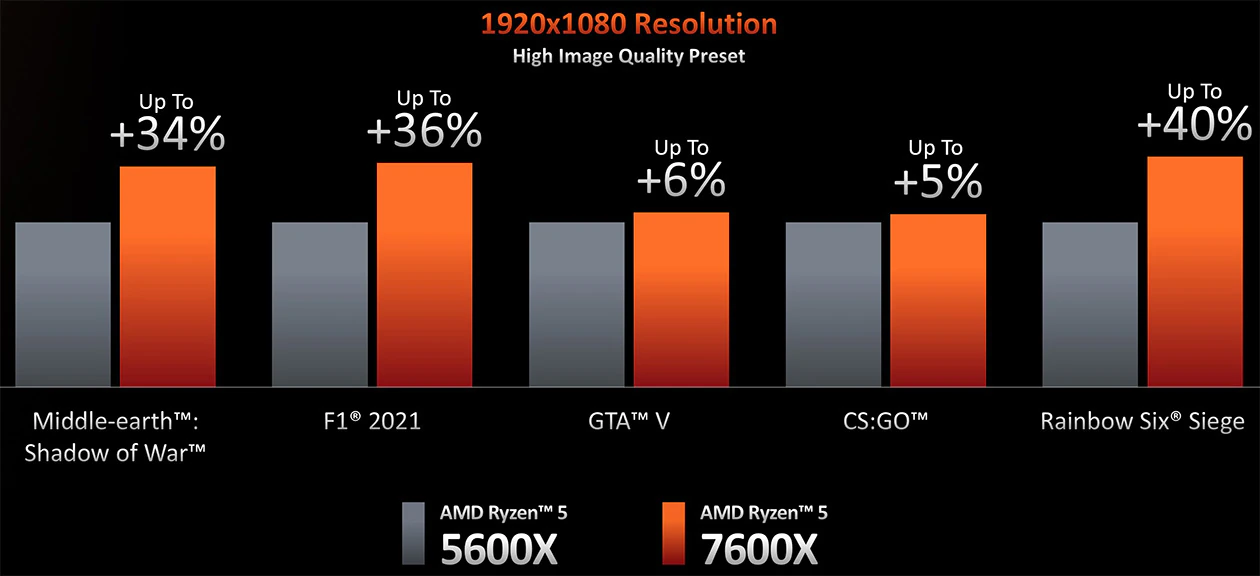 1920x1080 Resolution
High Image Quality Preset
Up To
+34%
Up To
+36%
Up To
+6%
Up To
+5%
Up To
+40%
Middle-earth™:
Shadow of War™
F1® 2021
GTA™ V
CS:GO™
Rainbow Six® Siege
AMD Ryzen™ 5
5600X
AMD Ryzen™ 5
7600X